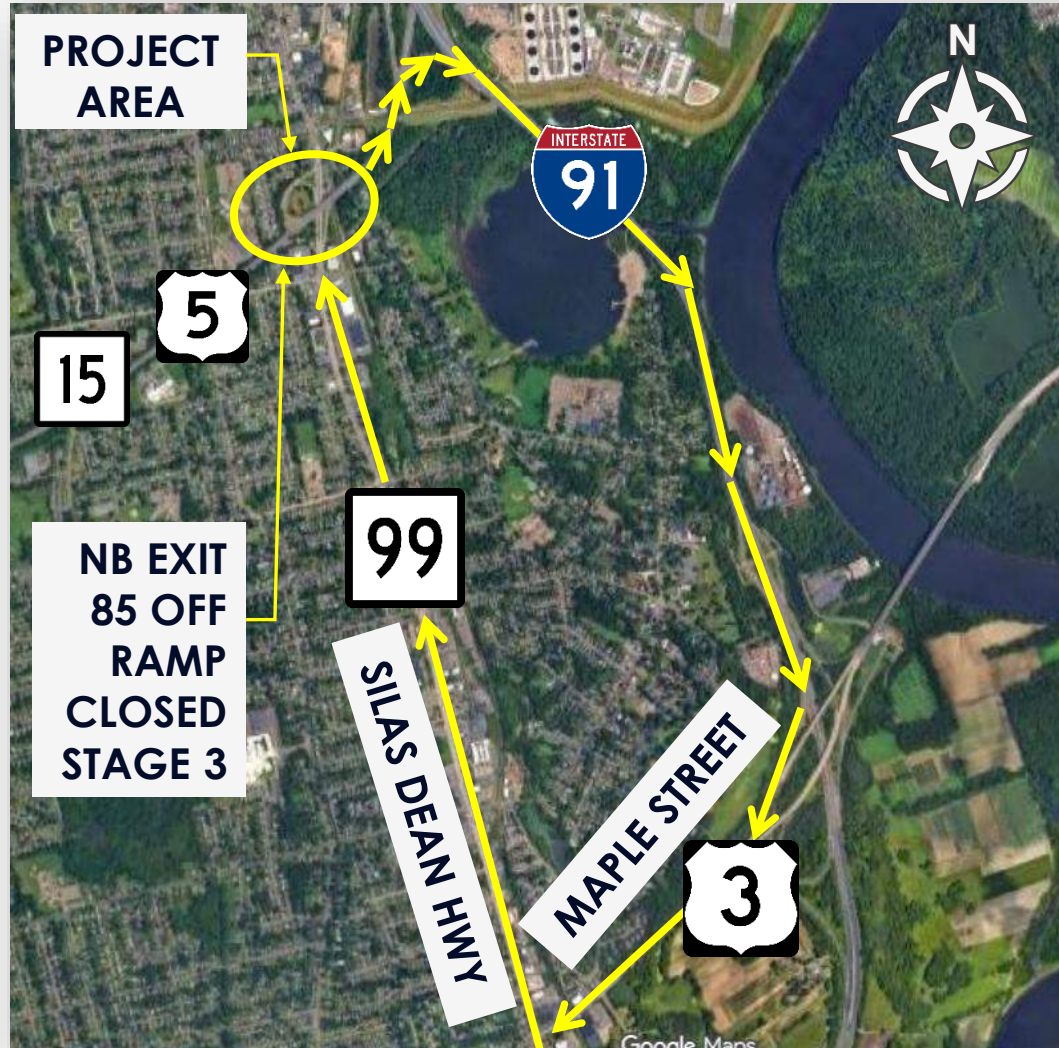 PROJECT
AREA
N
INTERSTATE
91
5
15
99
NB EXIT
85 OFF
RAMP
CLOSED
STAGE 3
SILAS DEAN HWY
MAPLE STREET
3
Google Maps